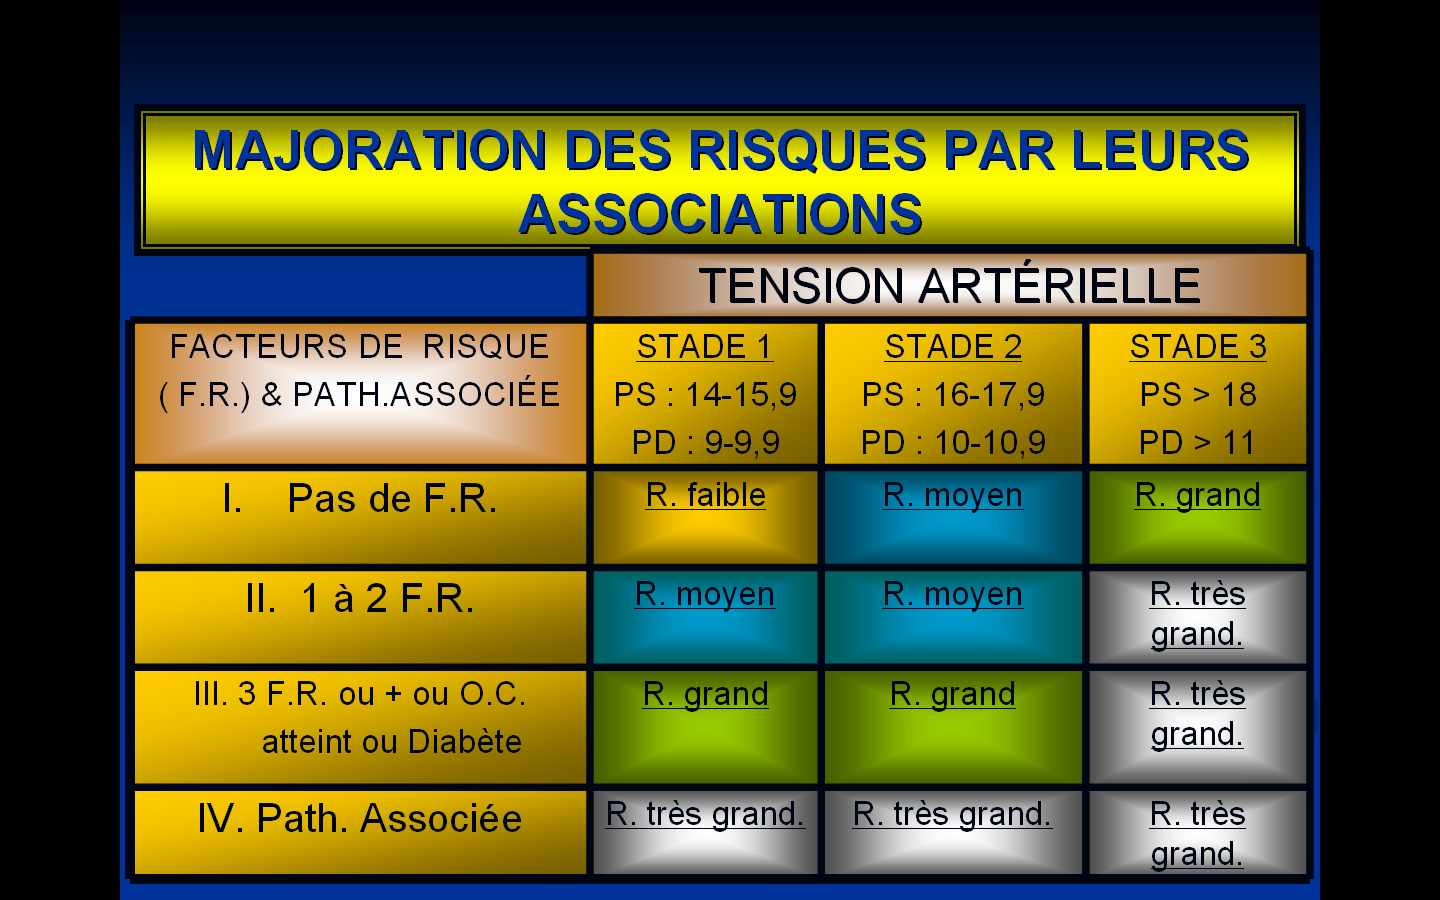 MAJORATION DES RISQUES PAR LEURS
ASSOCIATIONS
TENSION ARTÉRIELLE
FACTEURS DE RISQUE
( F.R.) & PATH.ASSOCIÉE
STADE 1
PS : 14-15,9
PD : 9-9,9
STADE 2
PS : 16-17,9
PD : 10-10,9
STADE 3
PS > 18
PD > 11
I. Pas de F.R.
R. faible
R. moyen
R. grand
II. 1 à 2 F.R.
R. moyen
R. moyen
R. très
grand.
III. 3 F.R. ou + ou O.C.
atteint ou Diabète
R. grand
R. grand
R. très
grand.
IV. Path. Associée
R. très grand.
R. très grand.
R. très
grand.